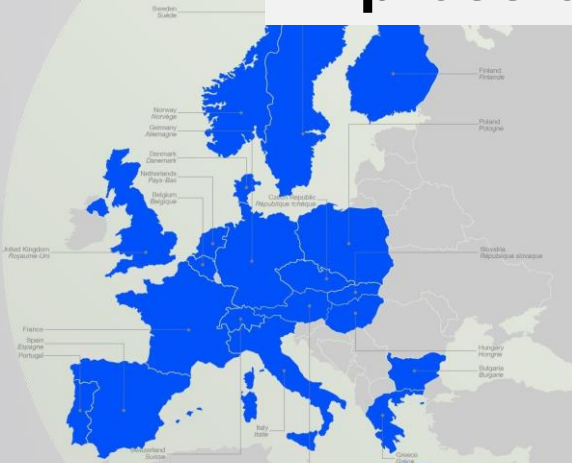 Sweden
Suède
Finland
Finlande
Norway
Norvège
Poland
Pologne
Germany
Allemagne
Denmark
Danemark
Netherlands
Pays-Bas
Czech Republic
République tchèque
Belgium
Belgique
United Kingdom
Royaume-Uni
Slovakia
République slovaque
France
Spain
Espagne
Portugal
Hungary
Hongrie
Bulgaria
Bulgarie
Italy
Italie
Switzerland
Suisse
Greece
Grèce